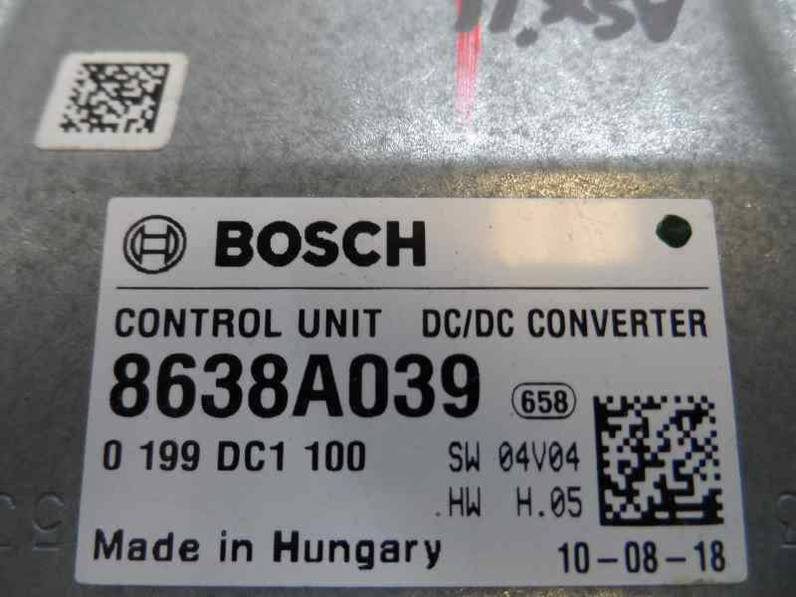 ASX1L
BOSCH
CONTROL UNIT DC/DC CONVERTER
8638A039 658
0 199 DC1 100 SW 04V04
HW H.05
Made in Hungary 10-08-18